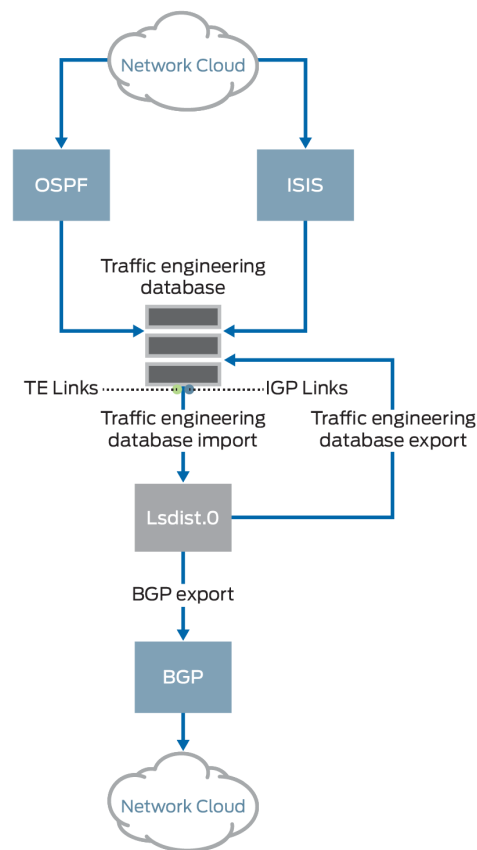 Network Cloud
OSPF
ISIS
Traffic engineering
database
TE Links
IGP Links
Traffic engineering
database import
Traffic engineering
database export
Lsdist.0
BGP export
BGP
Network Cloud